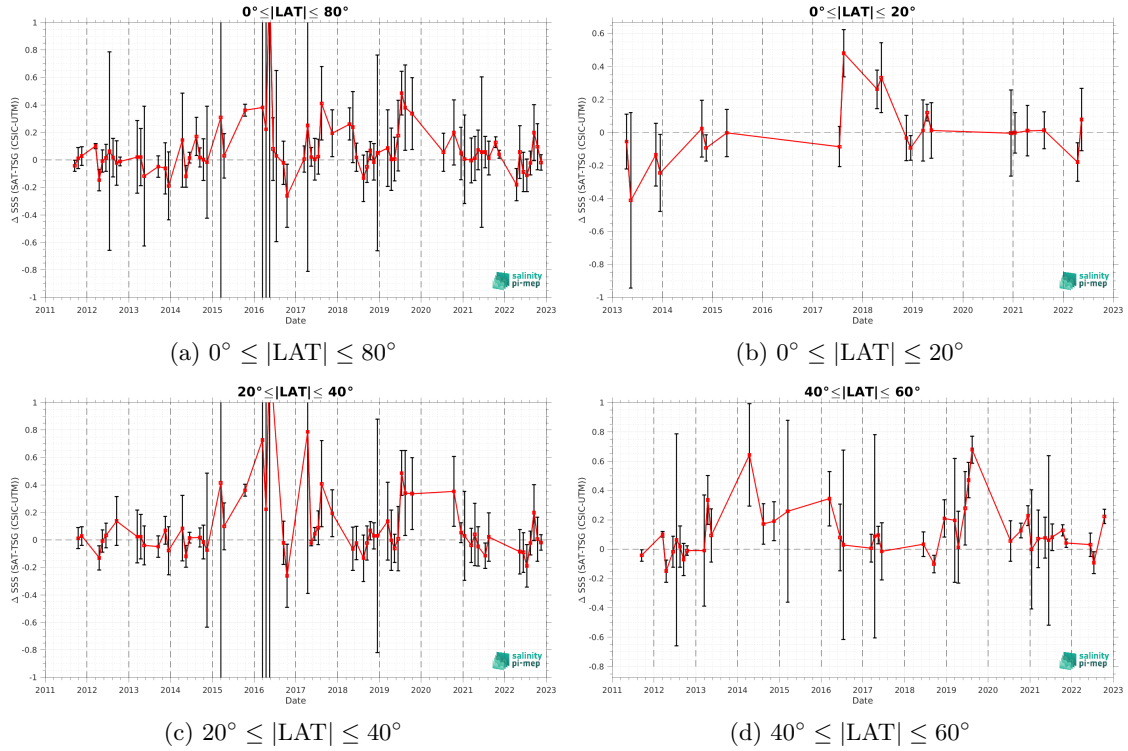 0°≤|LAT|≤ 80°
Δ SSS (SAT-TSG (CSIC-UTM))
1
0.8
0.6
0.4
0.2
0
-0.2
-0.4
-0.6
-0.8
-1
2011 2012 2013 2014 2015 2016 2017 2018 2019 2020 2021 2022 2023
Date
salinity
pi-mep
(a) 0° ≤ |LAT| ≤ 80°
0°≤|LAT|≤ 20°
Δ SSS (SAT-TSG (CSIC-UTM))
0.6
0.4
0.2
0
-0.2
-0.4
-0.6
-0.8
-1
2013 2014 2015 2016 2017 2018 2019 2020 2021 2022 2023
Date
salinity
pi-mep
(b) 0° ≤ |LAT| ≤ 20°
20°≤|LAT|≤ 40°
Δ SSS (SAT-TSG (CSIC-UTM))
1
0.8
0.6
0.4
0.2
0
-0.2
-0.4
-0.6
-0.8
-1
2011 2012 2013 2014 2015 2016 2017 2018 2019 2020 2021 2022 2023
Date
salinity
pi-mep
(c) 20° ≤ |LAT| ≤ 40°
40°≤|LAT|≤ 60°
Δ SSS (SAT-TSG (CSIC-UTM))
1
0.8
0.6
0.4
0.2
0
-0.2
-0.4
-0.6
-0.8
2011 2012 2013 2014 2015 2016 2017 2018 2019 2020 2021 2022 2023
Date
salinity
pi-mep
(d) 40° ≤ |LAT| ≤ 60°